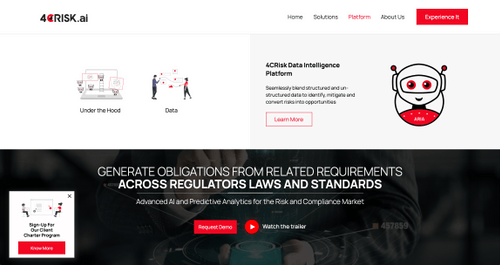 4CRISK.ai
Home
Solutions
Platform
About Us
Experience It
Under the Hood
Data
4CRisk Data Intelligence
Platform
Seamlessly blend structured and un-
structured data to identify, mitigate and
convert risks into opportunities
Learn More
ARIA
GENERATE OBLIGATIONS FROM RELATED REQUIREMENTS
ACROSS REGULATORS LAWS AND STANDARDS
Advanced AI and Predictive Analytics for the Risk and Compliance Market
Request Demo
Watch the trailer
Sign-Up For
Our Client
Charter Program
Know More